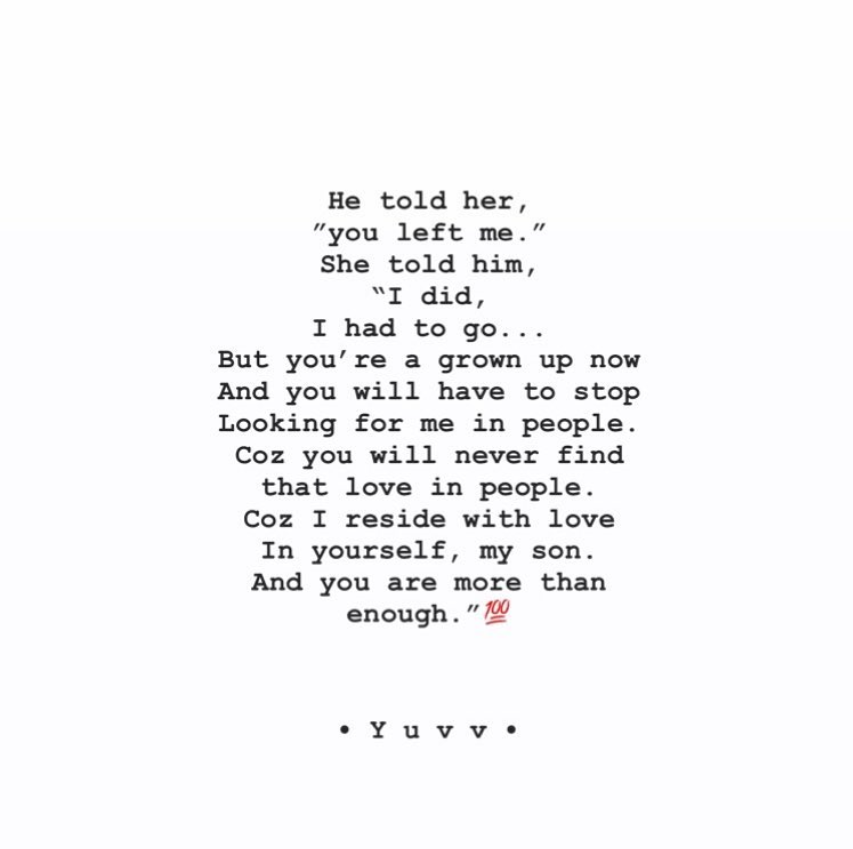 He told her,
"you left me."
She told him,
"I did,
I had to go...
But you're a grown up now
And you will have to stop
Looking for me in people.
Coz you will never find
that love in people.
Coz I reside with love
In yourself, my son.
And you are more than
enough."💯
• Y u v v •